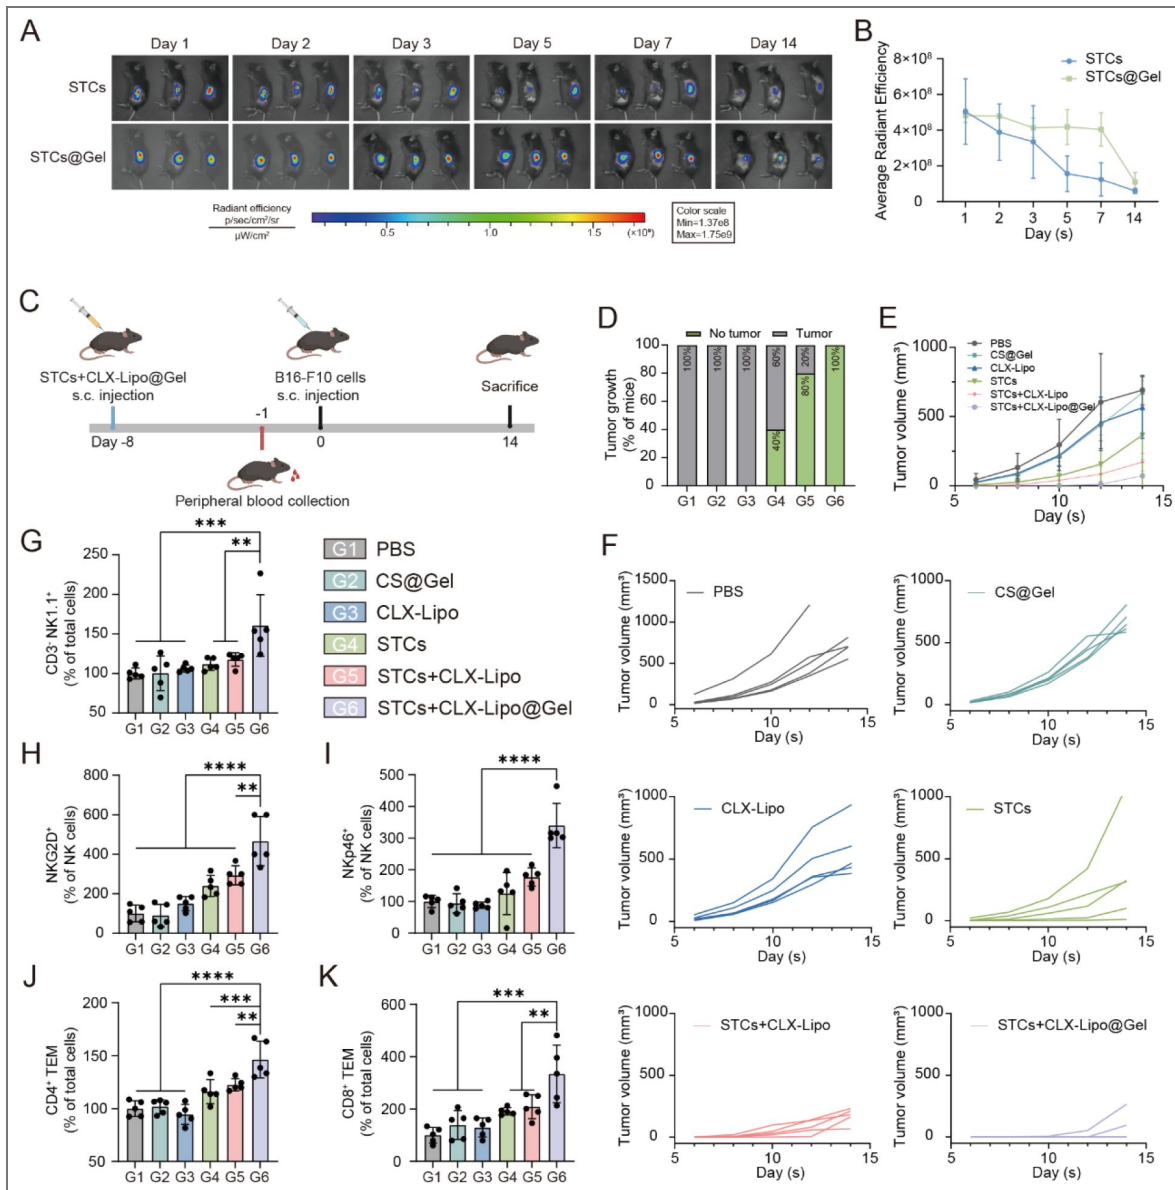 A
Day 1 Day 2 Day 3 Day 5 Day 7 Day 14
STCs
STCs@Gel
Radiant efficiency
p/sec/cm²/sr
μW/cm²
0.5 1.0 1.5 (×10⁹)
Color scale
Min=1.37e8
Max=1.75e9
B
Average Radiant Efficiency
8×10⁸
6×10⁸
4×10⁸
2×10⁸
0
STCs
STCs@Gel
1 2 3 5 7 14
Day (s)
C
STCs+CLX-Lipo@Gel
s.c. injection
B16-F10 cells
s.c. injection
Sacrifice
-1
Day -8 0 14
Peripheral blood collection
D
No tumor Tumor
Tumor growth
(% of mice)
100
80
60
40
20
0
100% 100% 100% 60% 20% 100%
40% 80%
G1 G2 G3 G4 G5 G6
E
Tumor volume (mm³)
1000
500
0
PBS
CS@Gel
CLX-Lipo
STCs
STCs+CLX-Lipo
STCs+CLX-Lipo@Gel
5 10 15
Day (s)
G
CD3⁻ NK1.1⁺
(% of total cells)
250
200
150
100
50
***
**
G1 G2 G3 G4 G5 G6
G1 PBS
G2 CS@Gel
G3 CLX-Lipo
G4 STCs
G5 STCs+CLX-Lipo
G6 STCs+CLX-Lipo@Gel
F
Tumor volume (mm³)
1500
1000
500
0
PBS
5 10 15
Day (s)
Tumor volume (mm³)
1000
500
0
CS@Gel
5 10 15
Day (s)
H
NKG2D⁺
(% of NK cells)
800
600
400
200
0
****
**
G1 G2 G3 G4 G5 G6
I
NKp46⁺
(% of NK cells)
500
400
300
200
100
0
****
G1 G2 G3 G4 G5 G6
Tumor volume (mm³)
1000
500
0
CLX-Lipo
5 10 15
Day (s)
Tumor volume (mm³)
1000
500
0
STCs
5 10 15
Day (s)
J
CD4⁺ TEM
(% of total cells)
200
150
100
50
****
***
**
G1 G2 G3 G4 G5 G6
K
CD8⁺ TEM
(% of total cells)
600
400
200
0
***
**
G1 G2 G3 G4 G5 G6
Tumor volume (mm³)
1000
500
0
STCs+CLX-Lipo
5 10 15
Day (s)
Tumor volume (mm³)
1000
500
0
STCs+CLX-Lipo@Gel
5 10 15
Day (s)